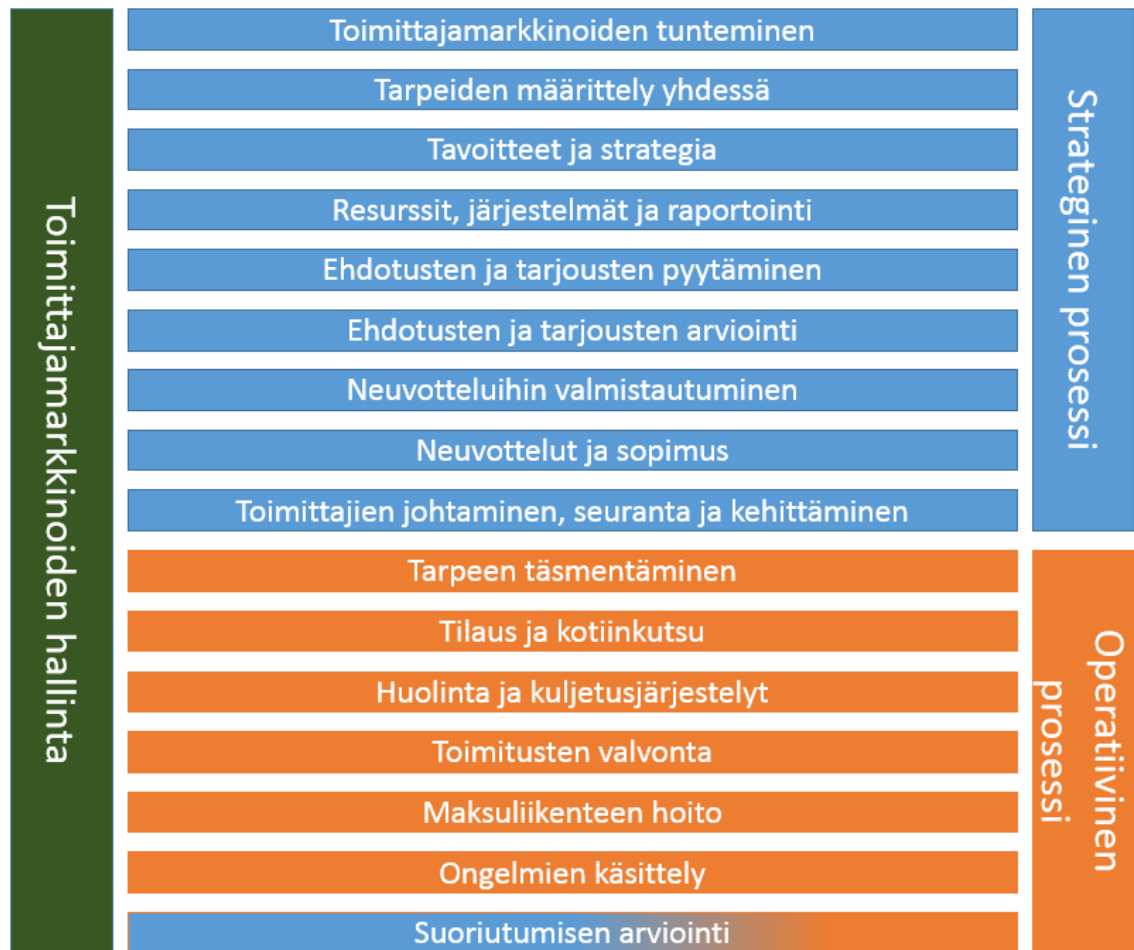 Toimittajamarkkinoiden hallinta
Toimittajamarkkinoiden tunteminen
Tarpeiden määrittely yhdessä
Tavoitteet ja strategia
Resurssit, järjestelmät ja raportointi
Ehdotusten ja tarjousten pyytäminen
Ehdotusten ja tarjousten arviointi
Neuvotteluihin valmistautuminen
Neuvottelut ja sopimus
Toimittajien johtaminen, seuranta ja kehittäminen
Strateginen prosessi
Tarpeen täsmentäminen
Tilaus ja kotiinkutsu
Huolinta ja kuljetusjärjestelyt
Toimitusten valvonta
Maksuliikenteen hoito
Ongelmien käsittely
Suoriutumisen arviointi
Operatiivinen
prosessi